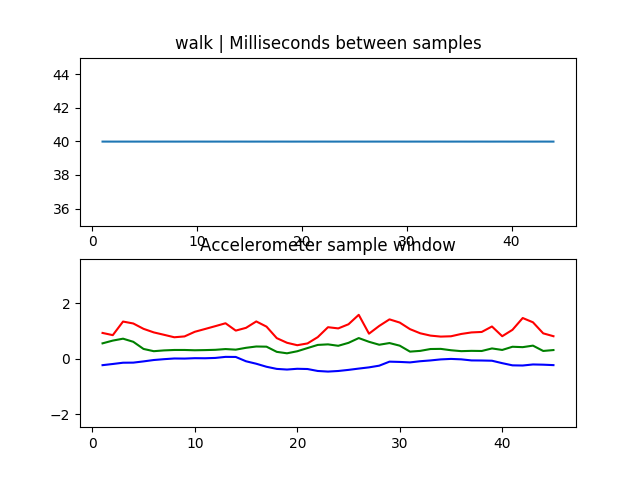 walk | Milliseconds between samples
44
42
40
38
36
0 10 20 30 40
Accelerometer sample window
2
0
−2
0 10 20 30 40